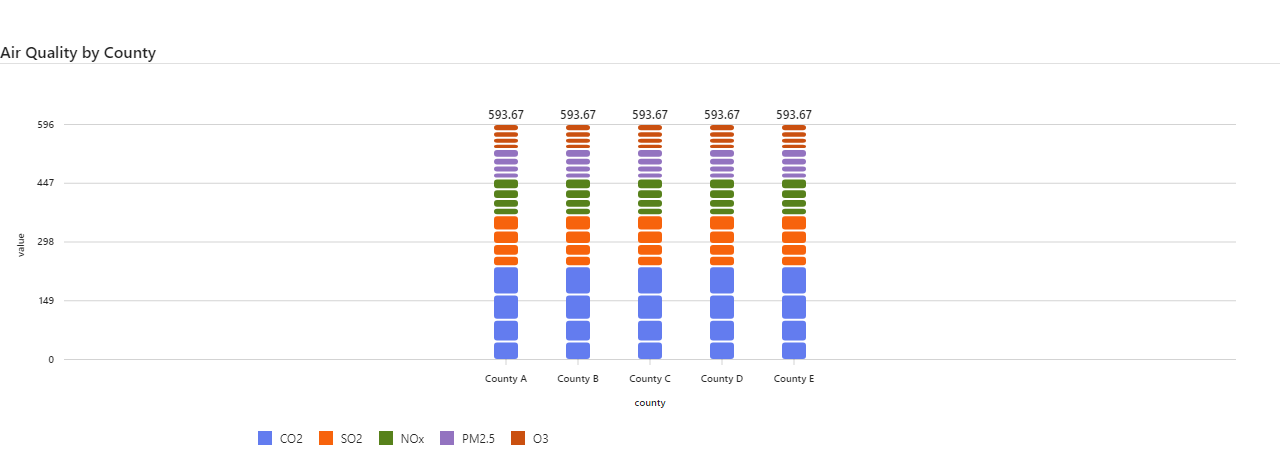 Air Quality by County
593.67 593.67 593.67 593.67 593.67
596
447
298
149
0
value
County A County B County C County D County E
county
CO2 SO2 NOx PM2.5 O3